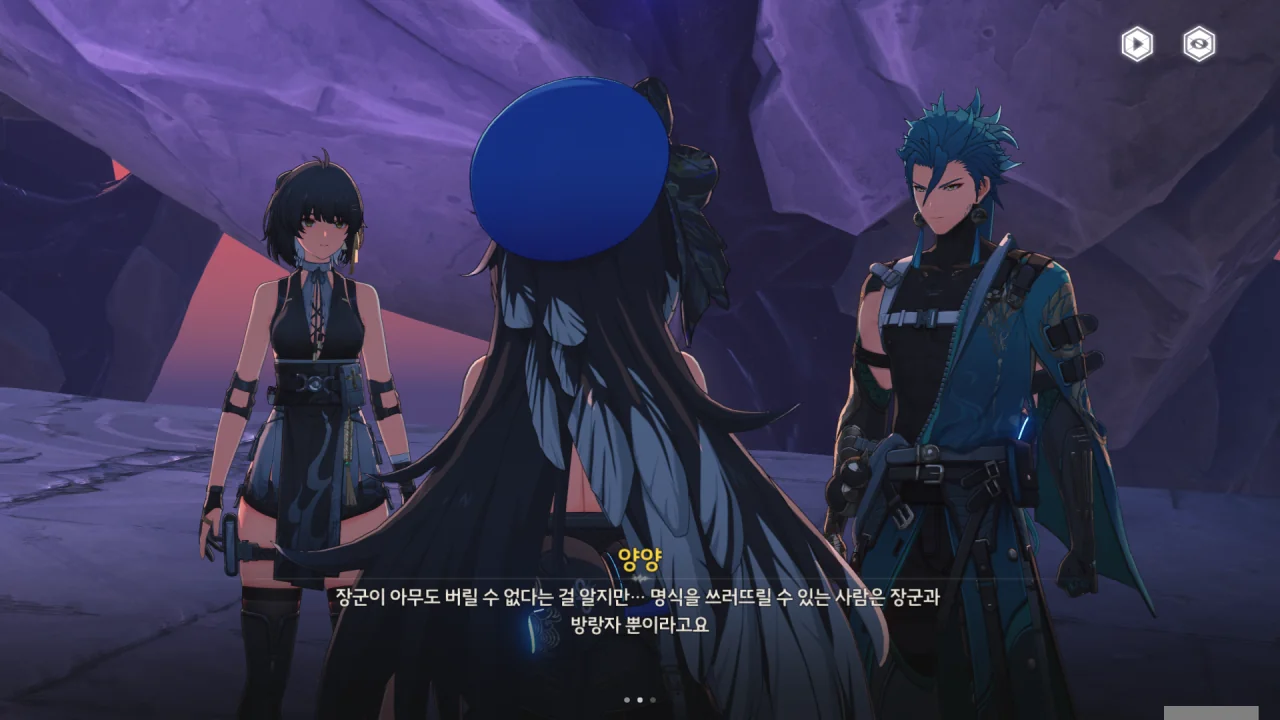 양양
장군이 아무도 버릴 수 없다는 걸 알지만… 명식을 쓰러뜨릴 수 있는 사람은 장군과
방랑자 뿐이라고요